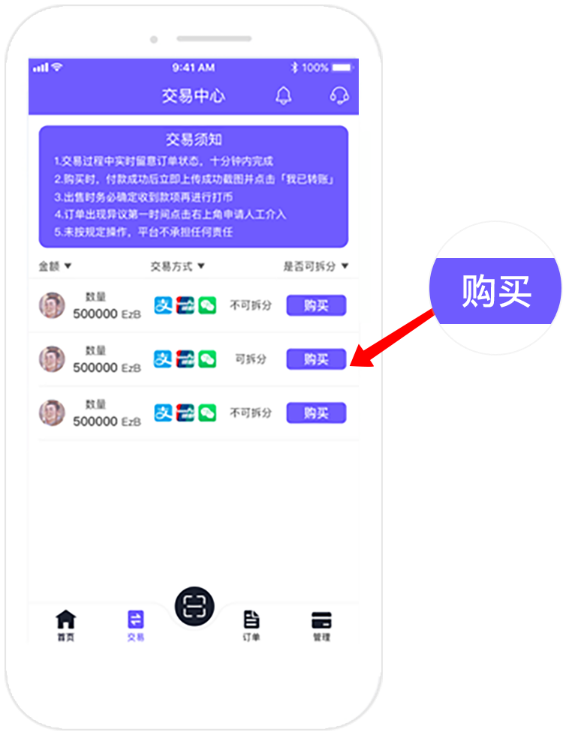 9:41 AM 100%
交易中心
交易须知
1.交易过程中实时留意订单状态，十分钟内完成
2.购买时，付款成功后立即上传成功截图并点击「我已转账」
3.出售时务必确定收到款项再进行打币
4.订单出现异议第一时间点击右上角申请人工介入
5.未按规定操作，平台不承担任何责任
金额 交易方式 是否可拆分
数量
500000 EzB 支 不可拆分 购买
购买
数量
500000 EzB 支 可拆分 购买
数量
500000 EzB 支 不可拆分 购买
首页 交易 订单 管理